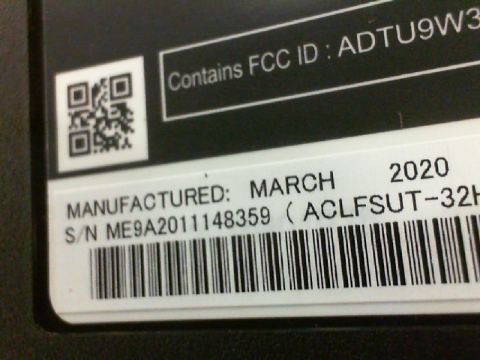 Contains FCC ID : ADTU9W3
MANUFACTURED: MARCH 2020
S/N ME9A2011148359 ( ACLFSUT-32H